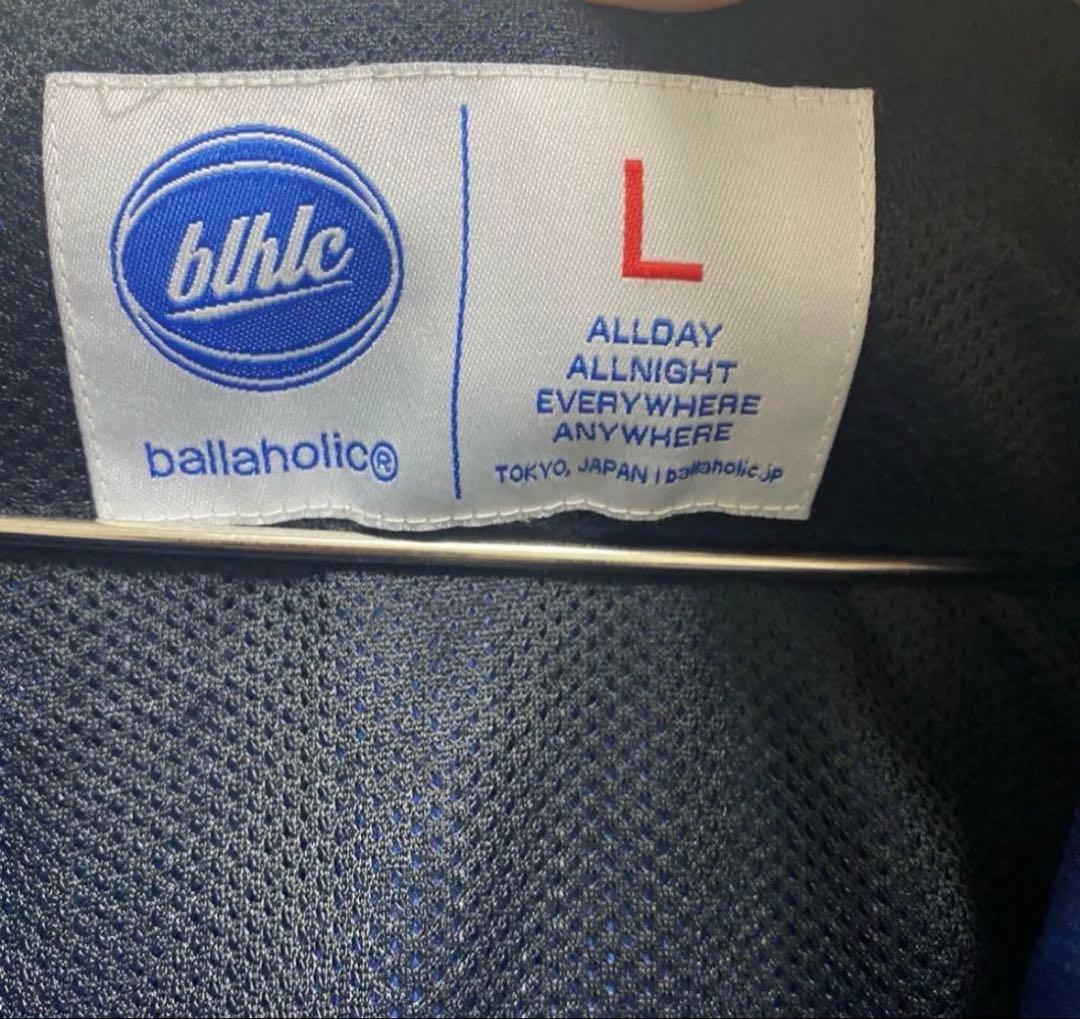 blhlc
ballaholic®
L
ALLDAY
ALLNIGHT
EVERYWHERE
ANYWHERE
TOKYO, JAPAN | ballaholic.jp